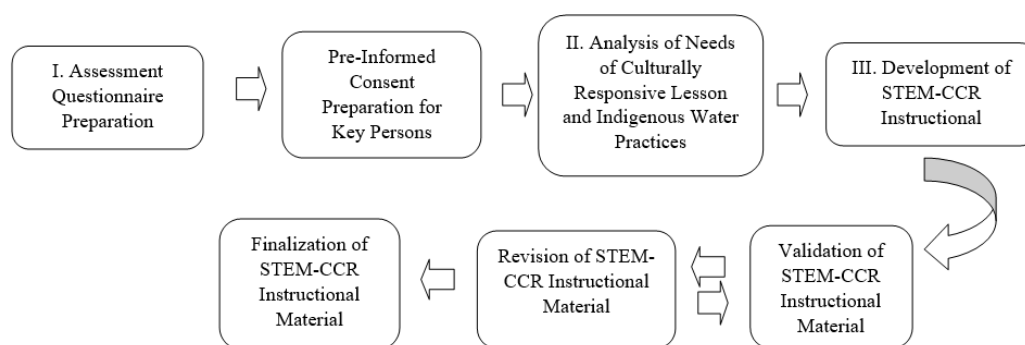 I. Assessment
Questionnaire
Preparation
Pre-Informed
Consent
Preparation for
Key Persons
II. Analysis of Needs
of Culturally
Responsive Lesson
and Indigenous Water
Practices
III. Development of
STEM-CCR
Instructional
Finalization of
STEM-CCR
Instructional
Material
Revision of STEM-
CCR Instructional
Material
Validation of
STEM-CCR
Instructional
Material